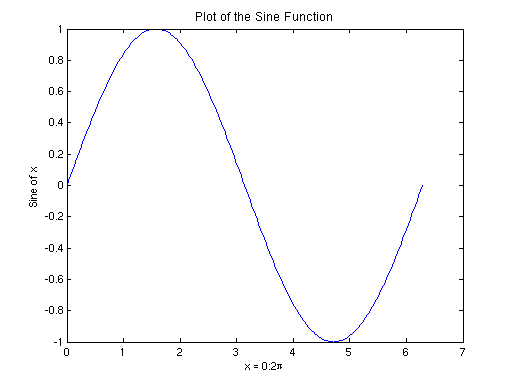 Plot of the Sine Function
1
0.8
0.6
0.4
0.2
0
-0.2
-0.4
-0.6
-0.8
-1
Sine of x
0 1 2 3 4 5 6 7
x = 0:2π